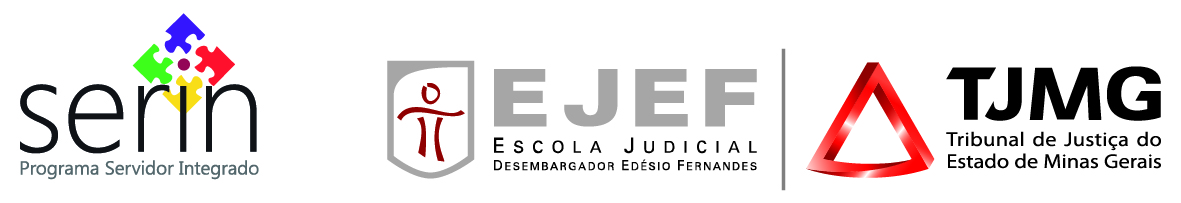 serin
Programa Servidor Integrado
EJEF
ESCOLA JUDICIAL
DESEMBARGADOR EDÉSIO FERNANDES
TJMG
Tribunal de Justiça do
Estado de Minas Gerais